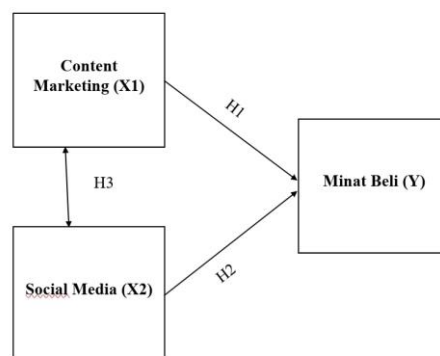 Content
Marketing (X1)
H1
Minat Beli (Y)
H3
Social Media (X2)
H2